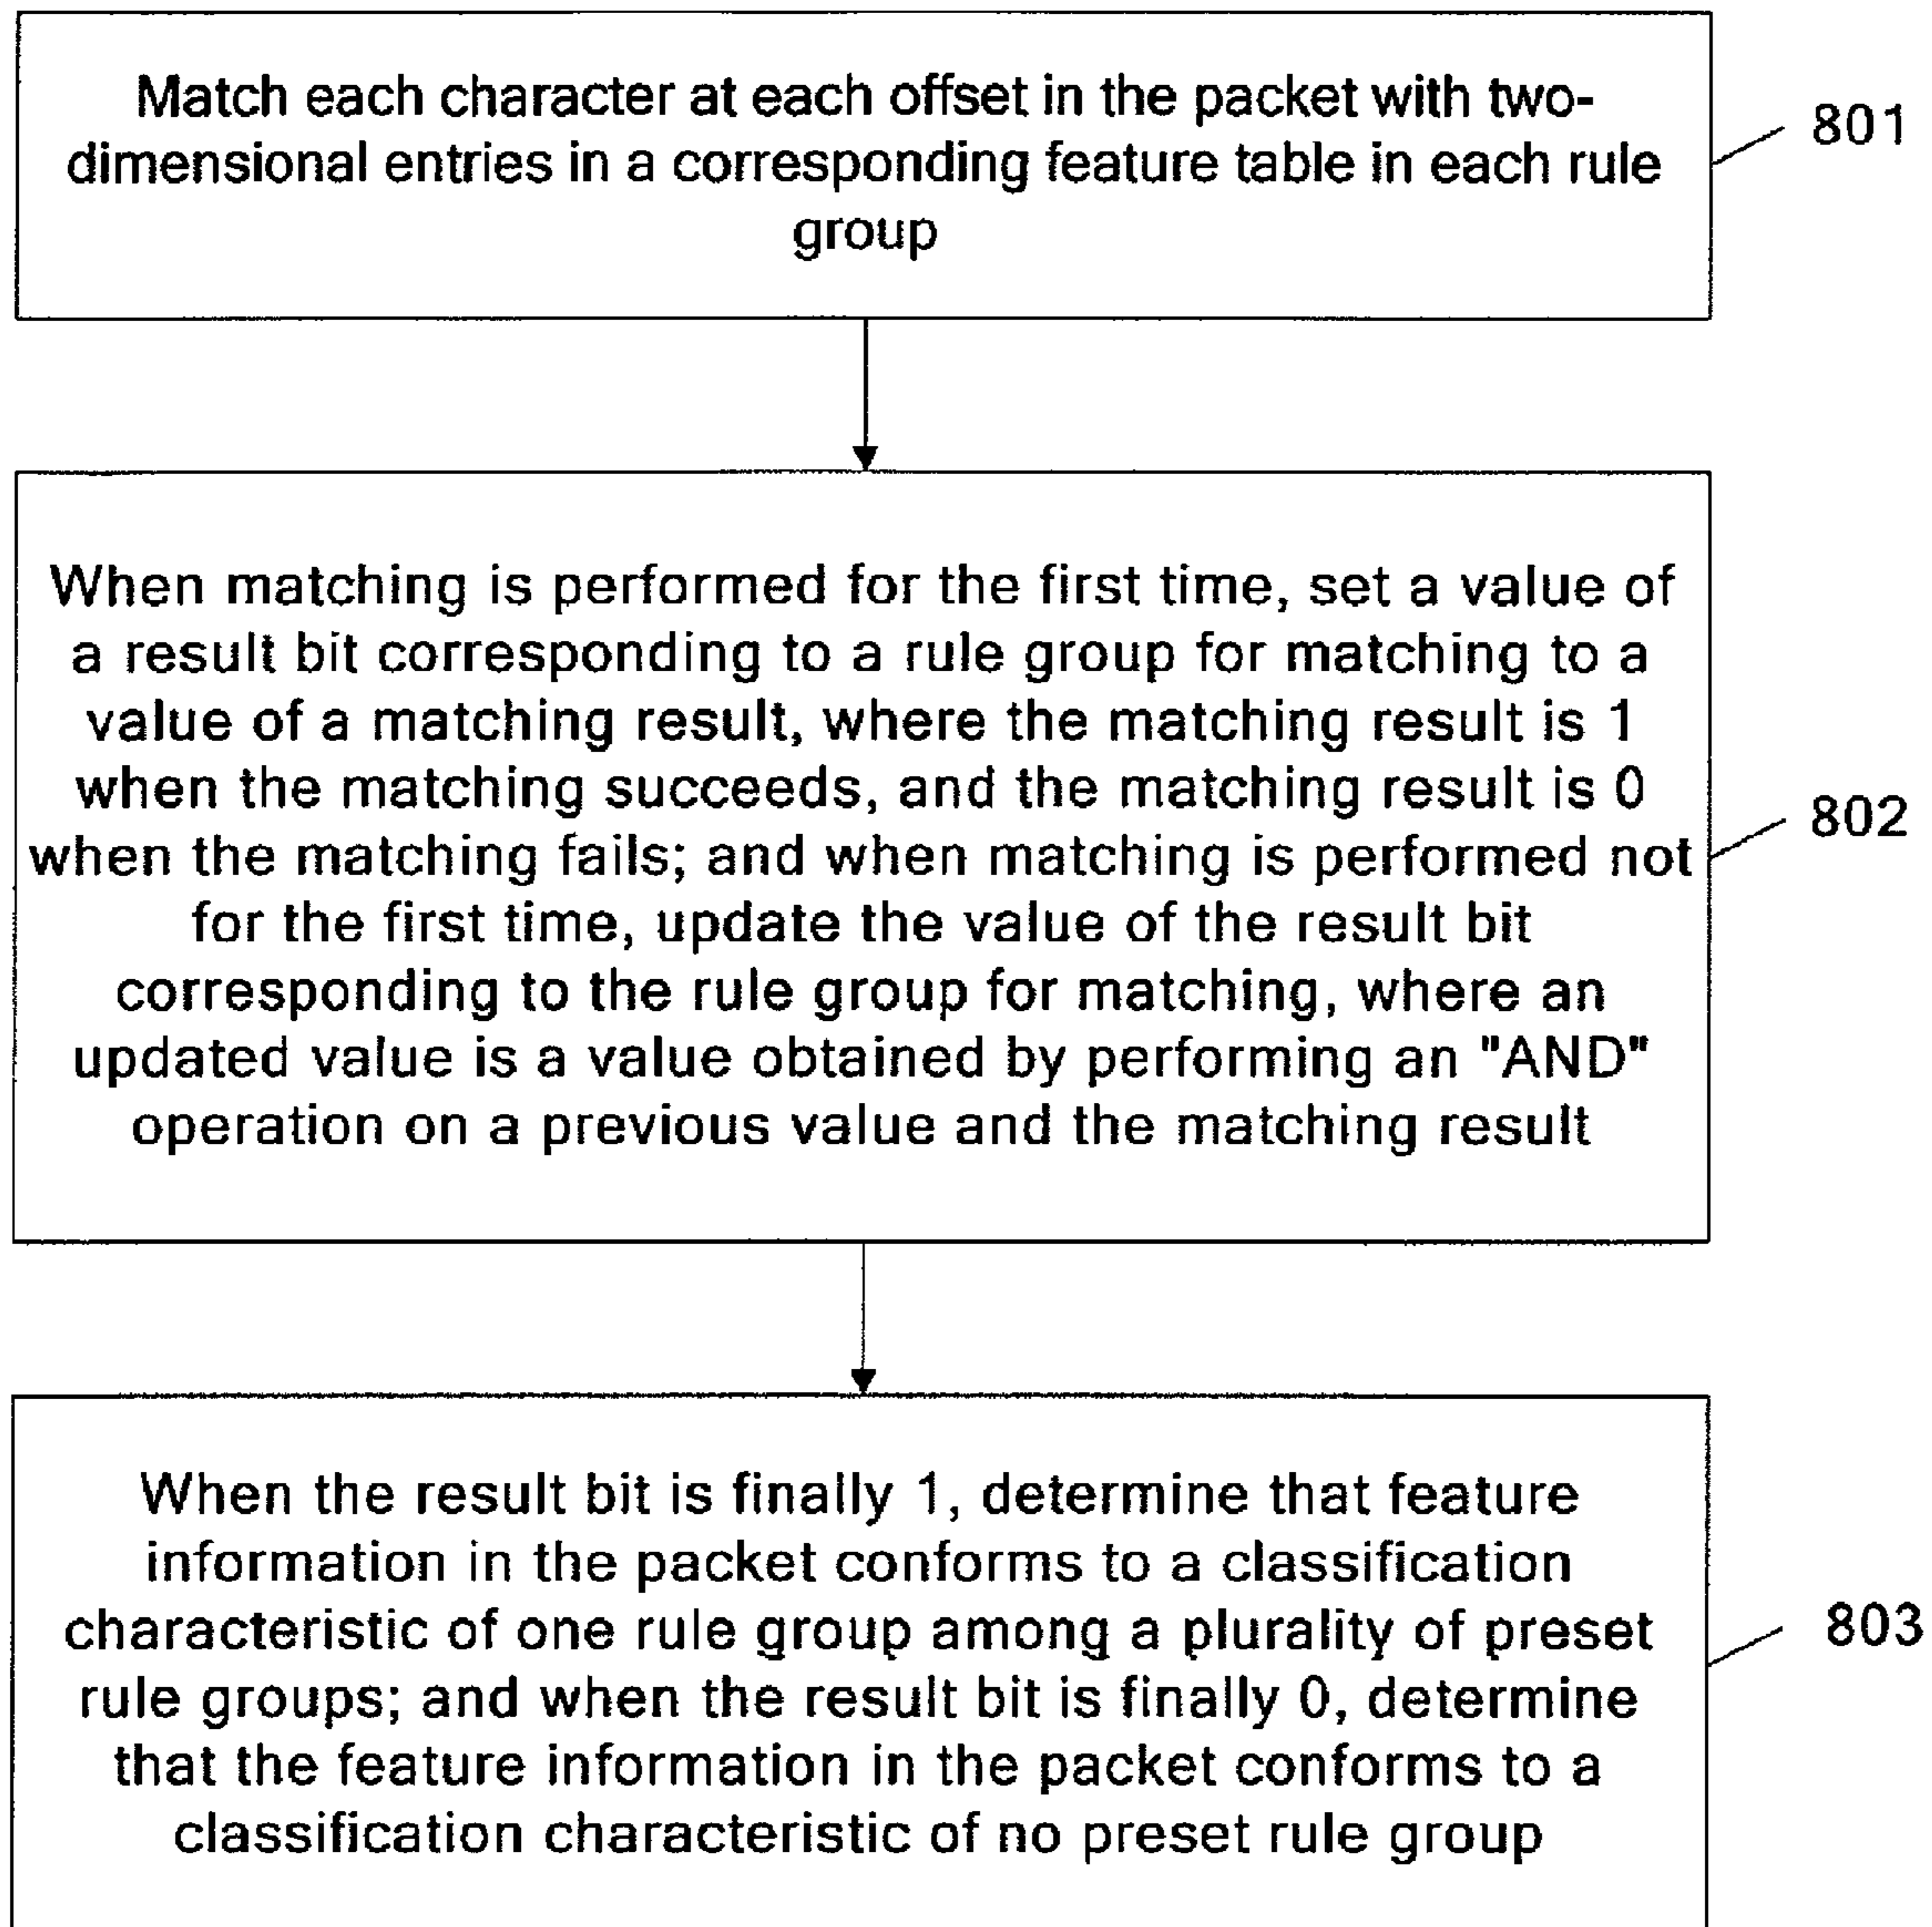 Match each character at each offset in the packet with two-
dimensional entries in a corresponding feature table in each rule
group
801
When matching is performed for the first time, set a value of
a result bit corresponding to a rule group for matching to a
value of a matching result, where the matching result is 1
when the matching succeeds, and the matching result is 0
when the matching fails; and when matching is performed not
for the first time, update the value of the result bit
corresponding to the rule group for matching, where an
updated value is a value obtained by performing an "AND"
operation on a previous value and the matching result
802
When the result bit is finally 1, determine that feature
information in the packet conforms to a classification
characteristic of one rule group among a plurality of preset
rule groups; and when the result bit is finally 0, determine
that the feature information in the packet conforms to a
classification characteristic of no preset rule group
803